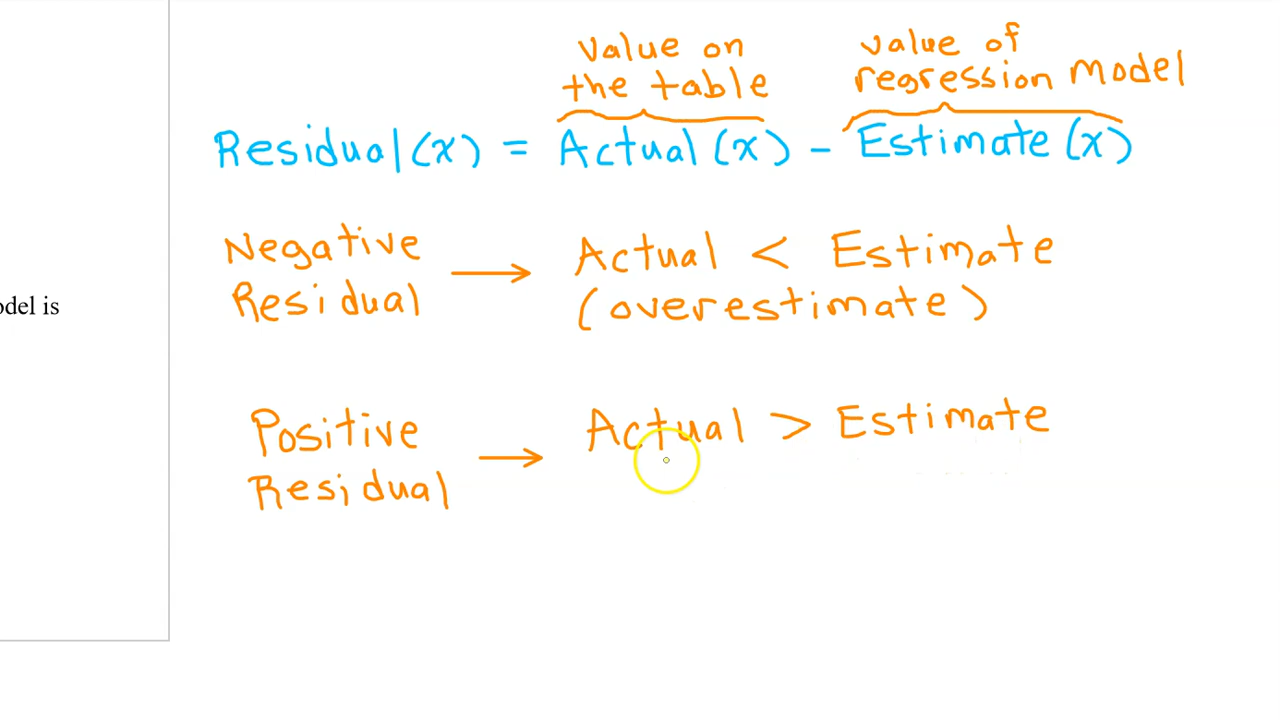 value on
the table
value of
regression model
Residual(x) = Actual(x) - Estimate(x)
Negative
Residual
→ Actual < Estimate
(overestimate)
odel is
Positive
Residual
→ Actual > Estimate